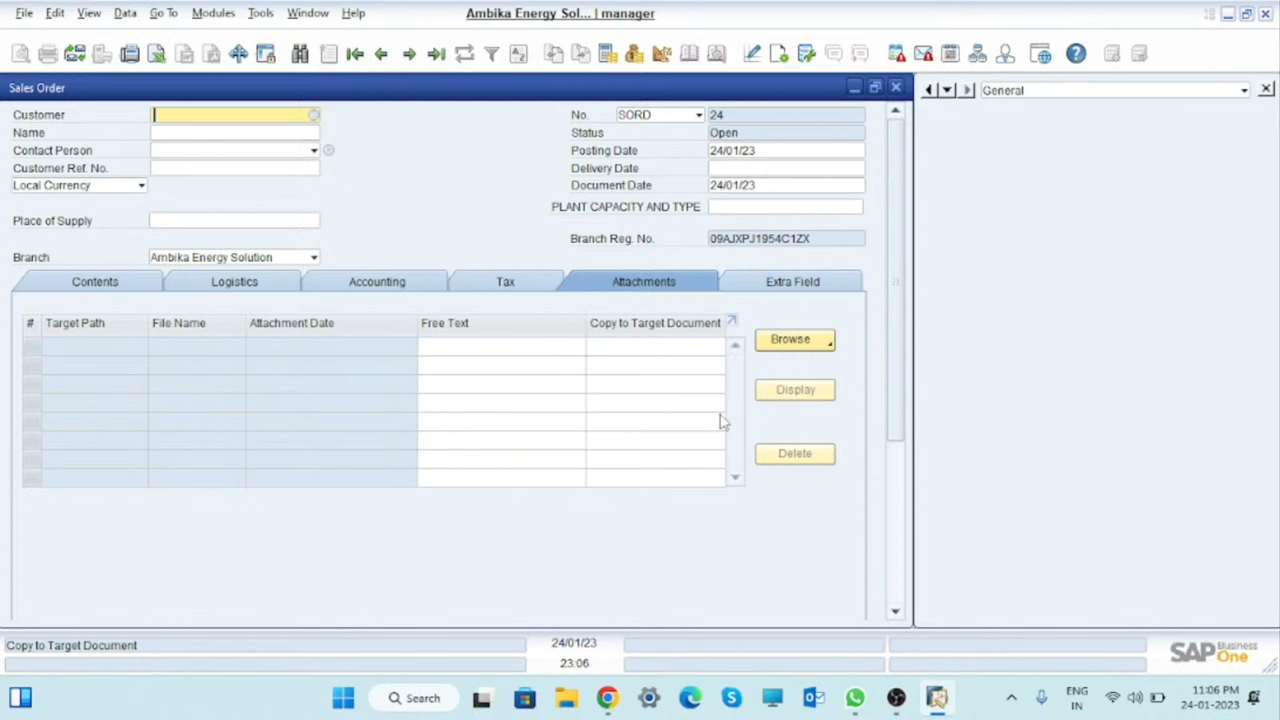 File Edit View Data Go To Modules Tools Window Help Ambika Energy Sol... | manager
Sales Order
General
Customer
No. SORD 24
Name
Status Open
Contact Person
Posting Date 24/01/23
Customer Ref. No.
Delivery Date
Local Currency
Document Date 24/01/23
PLANT CAPACITY AND TYPE
Place of Supply
Branch Reg. No. 09AJXPJ1954C1ZX
Branch Ambika Energy Solution
Contents Logistics Accounting Tax Attachments Extra Field
# Target Path File Name Attachment Date Free Text Copy to Target Document
Browse
Display
Delete
Copy to Target Document
24/01/23
23:06
SAP Business One
Search
ENG
IN
11:06 PM
24-01-2023